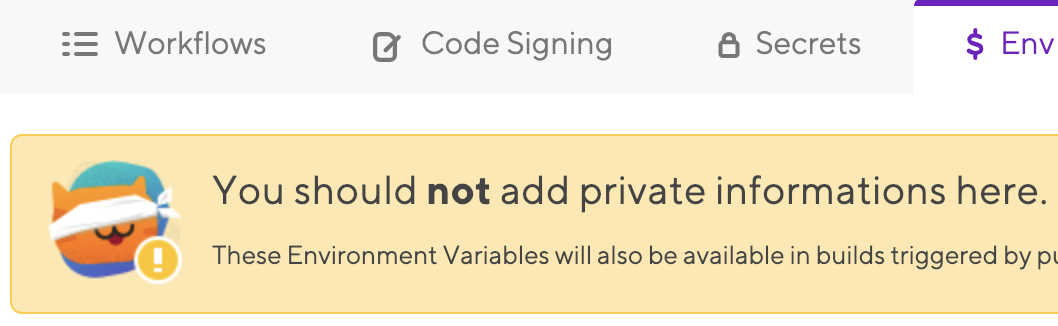 Workflows Code Signing Secrets $ Env
You should not add private informations here.
These Environment Variables will also be available in builds triggered by pu